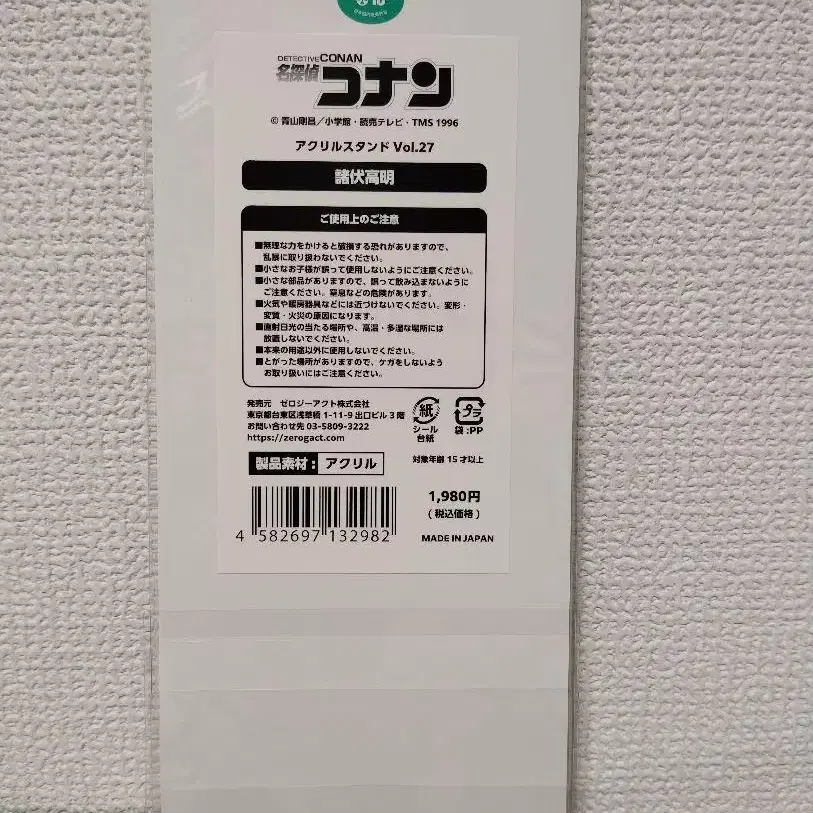 DETECTIVE CONAN
名探偵コナン
© 青山剛昌／小学館・読売テレビ・TMS 1996
アクリルスタンド Vol.27
諸伏高明
ご使用上のご注意
■無理な力をかけると破損する恐れがありますので、
乱暴に取り扱わないでください。
■小さなお子様が誤って使用しないようにご注意ください。
■小さな部品がありますので、誤って飲み込まないように
ご注意ください。窒息などの危険があります。
■火気や暖房器具などには近づけないでください。変形・
変質・火災の原因になります。
■直射日光の当たる場所や、高温・多湿な場所には
放置しないでください。
■本来の用途以外に使用しないでください。
■とがった場所がありますので、ケガをしないよう
お取り扱いにはご注意ください。
発売元 ゼロジーアクト株式会社
東京都台東区浅草橋 1-11-9 出口ビル 3 階
お問い合わせ先 03-5809-3222
https://zerogact.com
紙
シール
台紙
プラ
袋:PP
製品素材： アクリル
対象年齢 15 才以上
1,980円
(税込価格)
4 582697 132982
MADE IN JAPAN